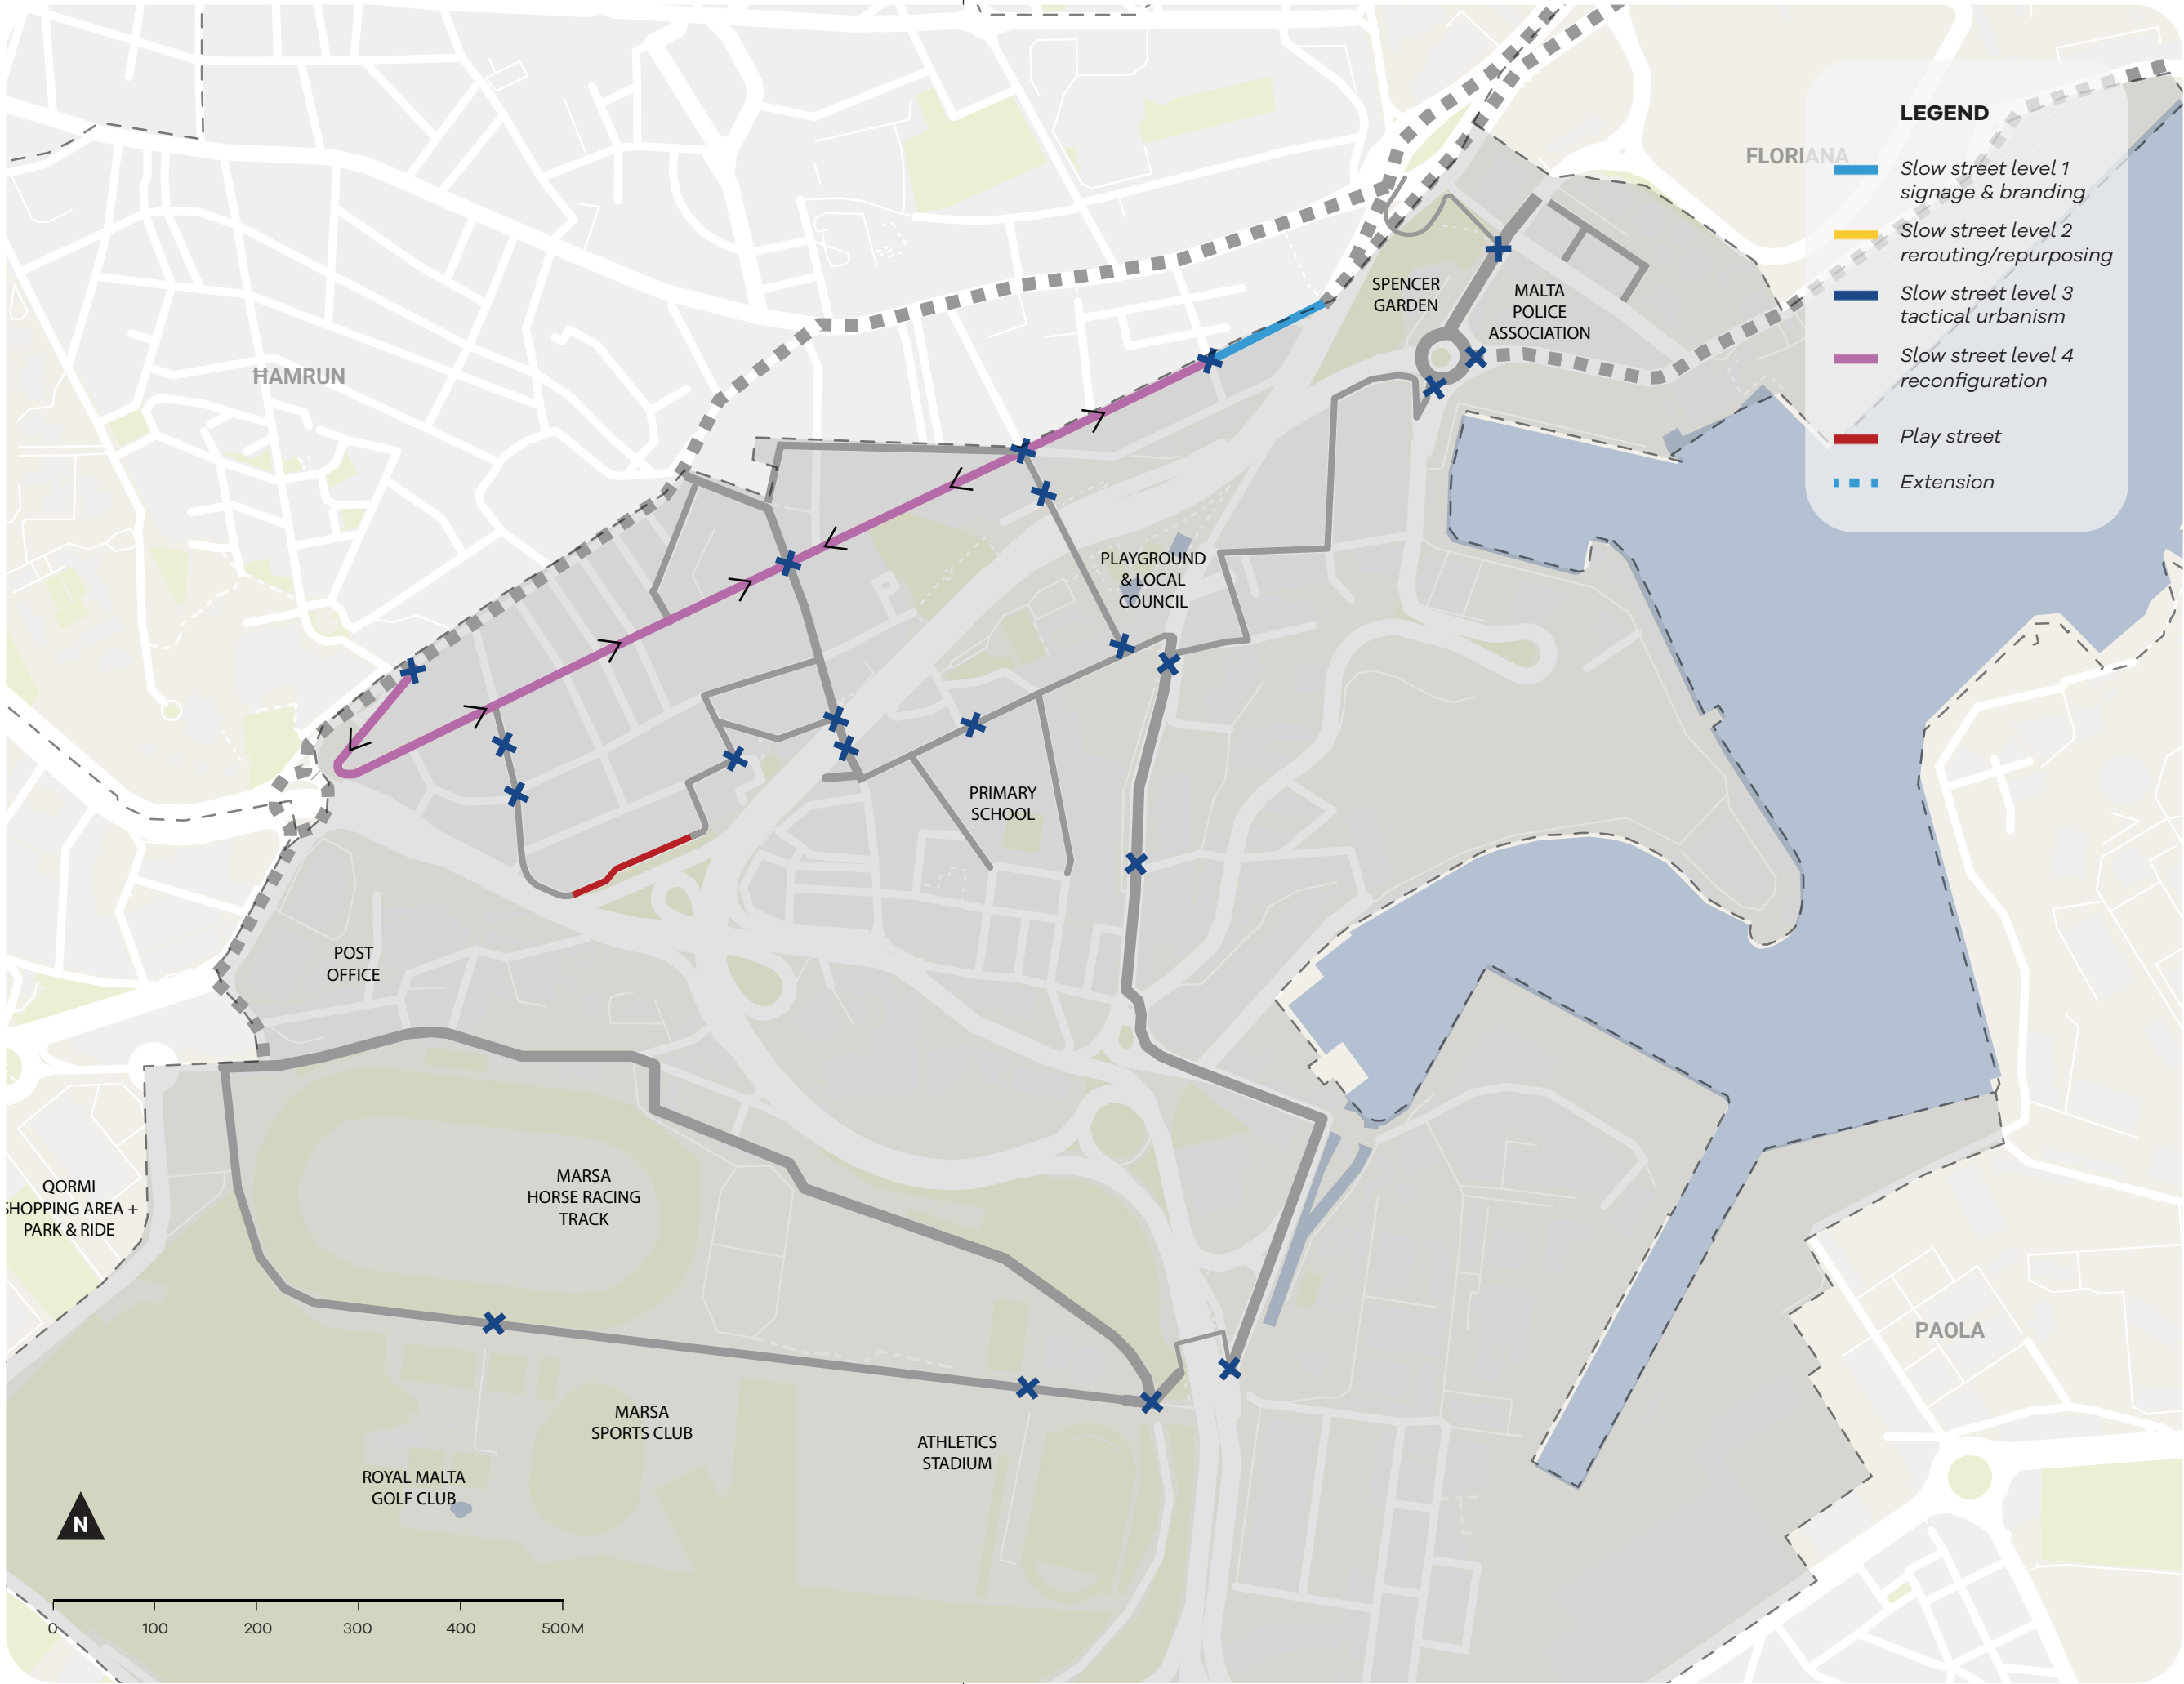 LEGEND
FLORIANA
Slow street level 1
signage & branding
Slow street level 2
rerouting/repurposing
Slow street level 3
tactical urbanism
Slow street level 4
reconfiguration
Play street
Extension
SPENCER
GARDEN
MALTA
POLICE
ASSOCIATION
ĦAMRUN
PLAYGROUND
& LOCAL
COUNCIL
PRIMARY
SCHOOL
POST
OFFICE
QORMI
SHOPPING AREA +
PARK & RIDE
MARSA
HORSE RACING
TRACK
PAOLA
MARSA
SPORTS CLUB
ATHLETICS
STADIUM
ROYAL MALTA
GOLF CLUB
N
0 100 200 300 400 500M